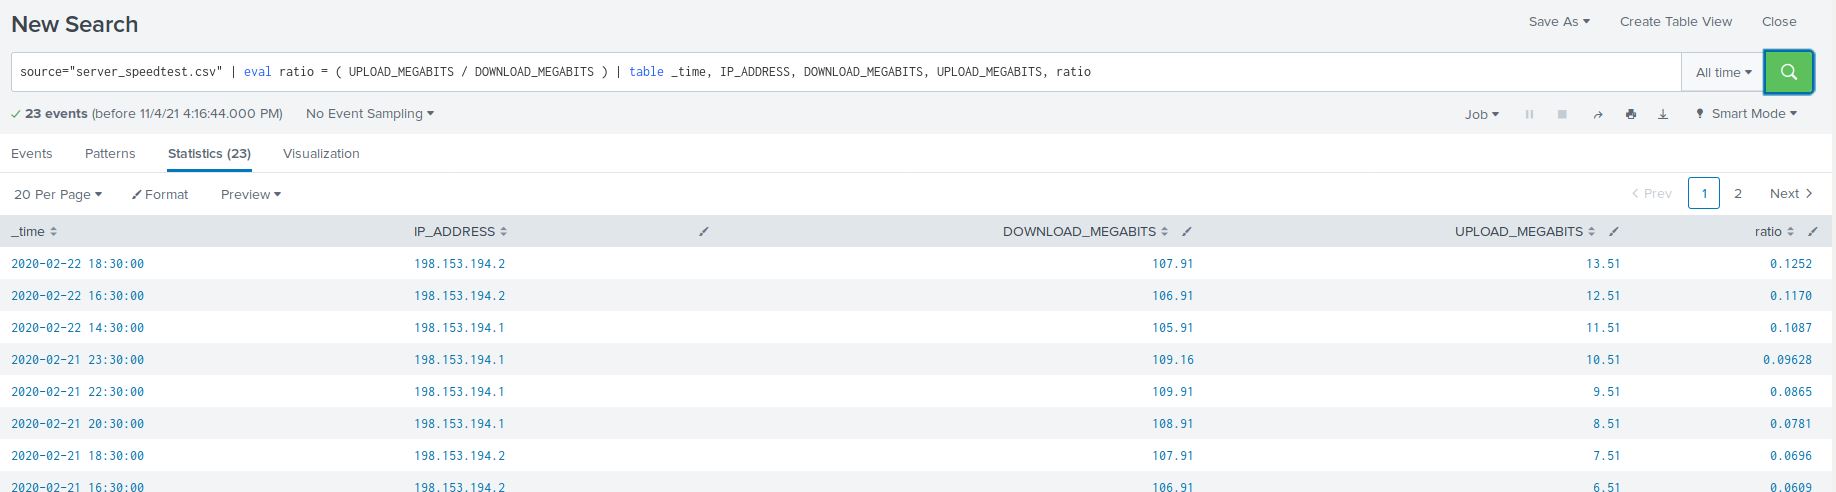 New Search
Save As Create Table View Close
source="server_speedtest.csv" | eval ratio = ( UPLOAD_MEGABITS / DOWNLOAD_MEGABITS ) | table _time, IP_ADDRESS, DOWNLOAD_MEGABITS, UPLOAD_MEGABITS, ratio
All time
23 events (before 11/4/21 4:16:44.000 PM) No Event Sampling
Job Smart Mode
Events Patterns Statistics (23) Visualization
20 Per Page Format Preview
< Prev 1 2 Next >
_time IP_ADDRESS DOWNLOAD_MEGABITS UPLOAD_MEGABITS ratio
2020-02-22 18:30:00 198.153.194.2 107.91 13.51 0.1252
2020-02-22 16:30:00 198.153.194.2 106.91 12.51 0.1170
2020-02-22 14:30:00 198.153.194.1 105.91 11.51 0.1087
2020-02-21 23:30:00 198.153.194.1 109.16 10.51 0.09628
2020-02-21 22:30:00 198.153.194.1 109.91 9.51 0.0865
2020-02-21 20:30:00 198.153.194.1 108.91 8.51 0.0781
2020-02-21 18:30:00 198.153.194.2 107.91 7.51 0.0696
2020-02-21 16:30:00 198.153.194.2 106.91 6.51 0.0609